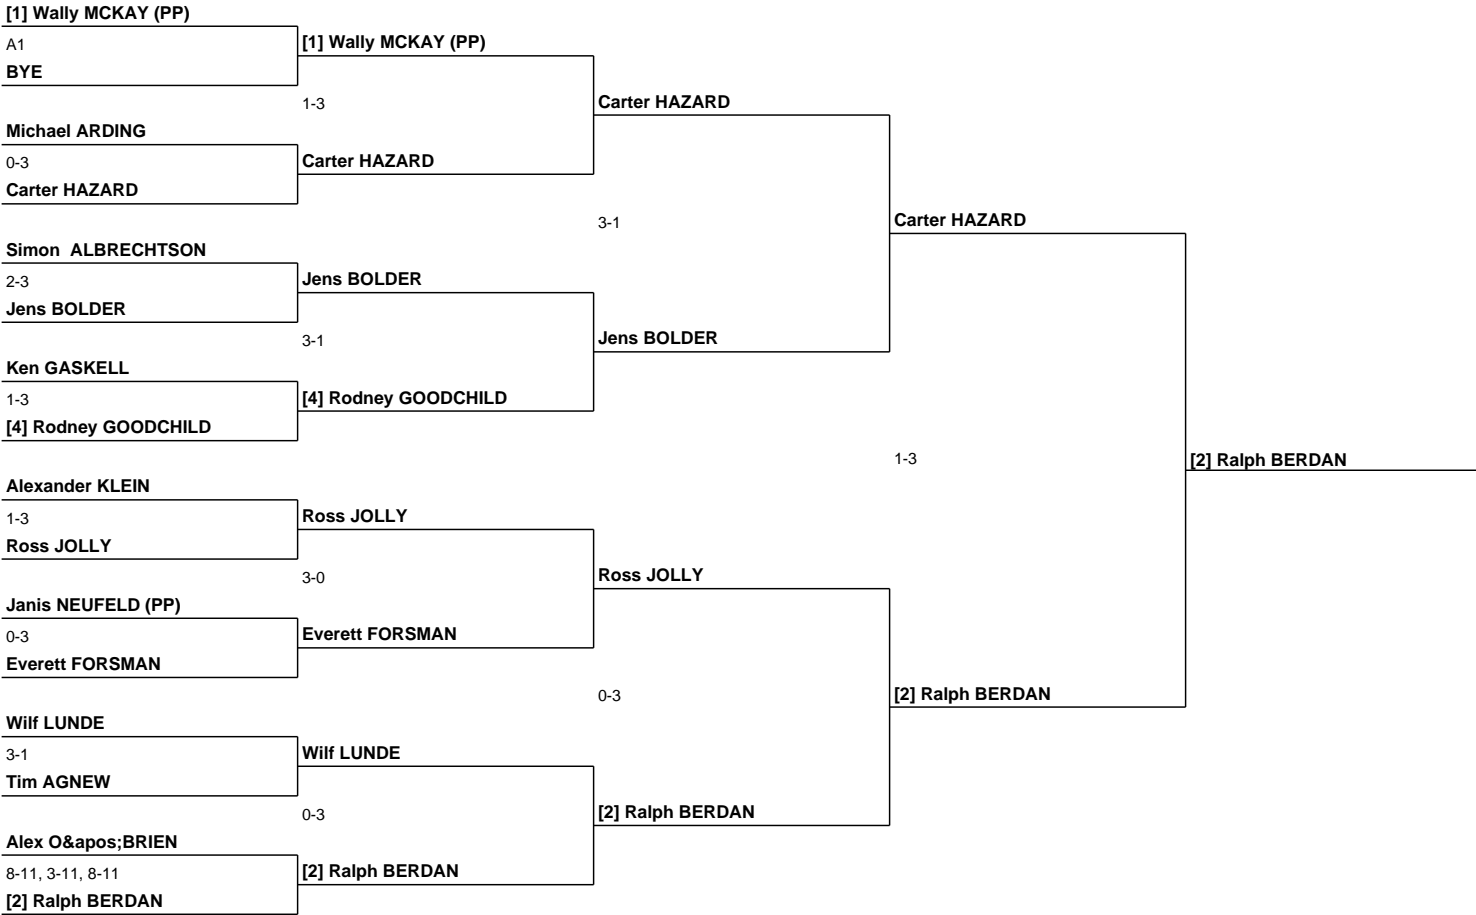 [1] Wally MCKAY (PP)
A1
BYE
[1] Wally MCKAY (PP)
1-3
Michael ARDING
0-3
Carter HAZARD
Carter HAZARD
Carter HAZARD
3-1
Simon  ALBRECHTSON
2-3
Jens BOLDER
Jens BOLDER
3-1
Ken GASKELL
1-3
[4] Rodney GOODCHILD
[4] Rodney GOODCHILD
Jens BOLDER
Carter HAZARD
1-3
Alexander KLEIN
1-3
Ross JOLLY
Ross JOLLY
3-0
Janis NEUFELD (PP)
0-3
Everett FORSMAN
Everett FORSMAN
Ross JOLLY
0-3
Wilf LUNDE
3-1
Tim AGNEW
Wilf LUNDE
0-3
Alex O&amp;apos;BRIEN
8-11, 3-11, 8-11
[2] Ralph BERDAN
[2] Ralph BERDAN
[2] Ralph BERDAN
[2] Ralph BERDAN
[2] Ralph BERDAN